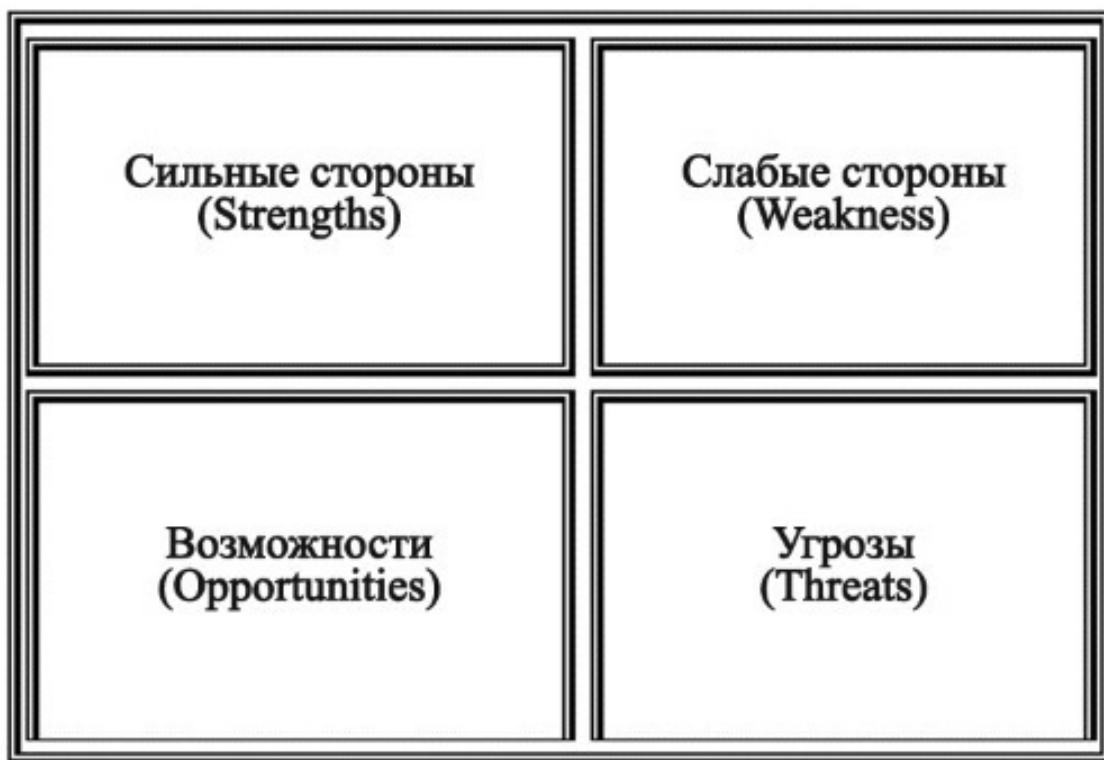 Сильные стороны
(Strengths)
Слабые стороны
(Weakness)
Возможности
(Opportunities)
Угрозы
(Threats)